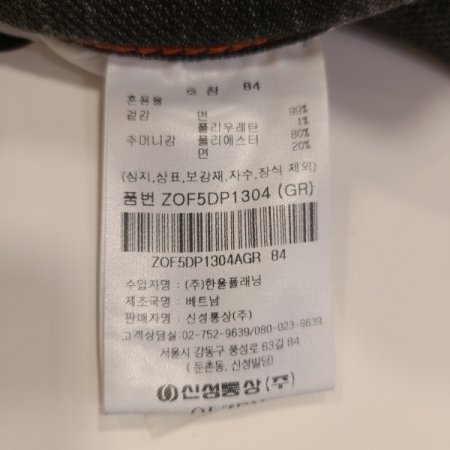 호 칭 84
혼용율
겉감 면 99%
폴리우레탄 1%
주머니감 폴리에스터 80%
면 20%
(심지,상표,보강재,자수,장식 제외)
품번 ZOF5DP1304 (GR)
ZOF5DP1304AGR 84
수입자명 : (주)한울플래닝
제조국명 : 베트남
판매자명 : 신성통상(주)
고객상담실:02-752-9639/080-023-9639
서울시 강동구 풍성로 63길 84
( 둔촌동, 신성빌딩)
신성통상(주)